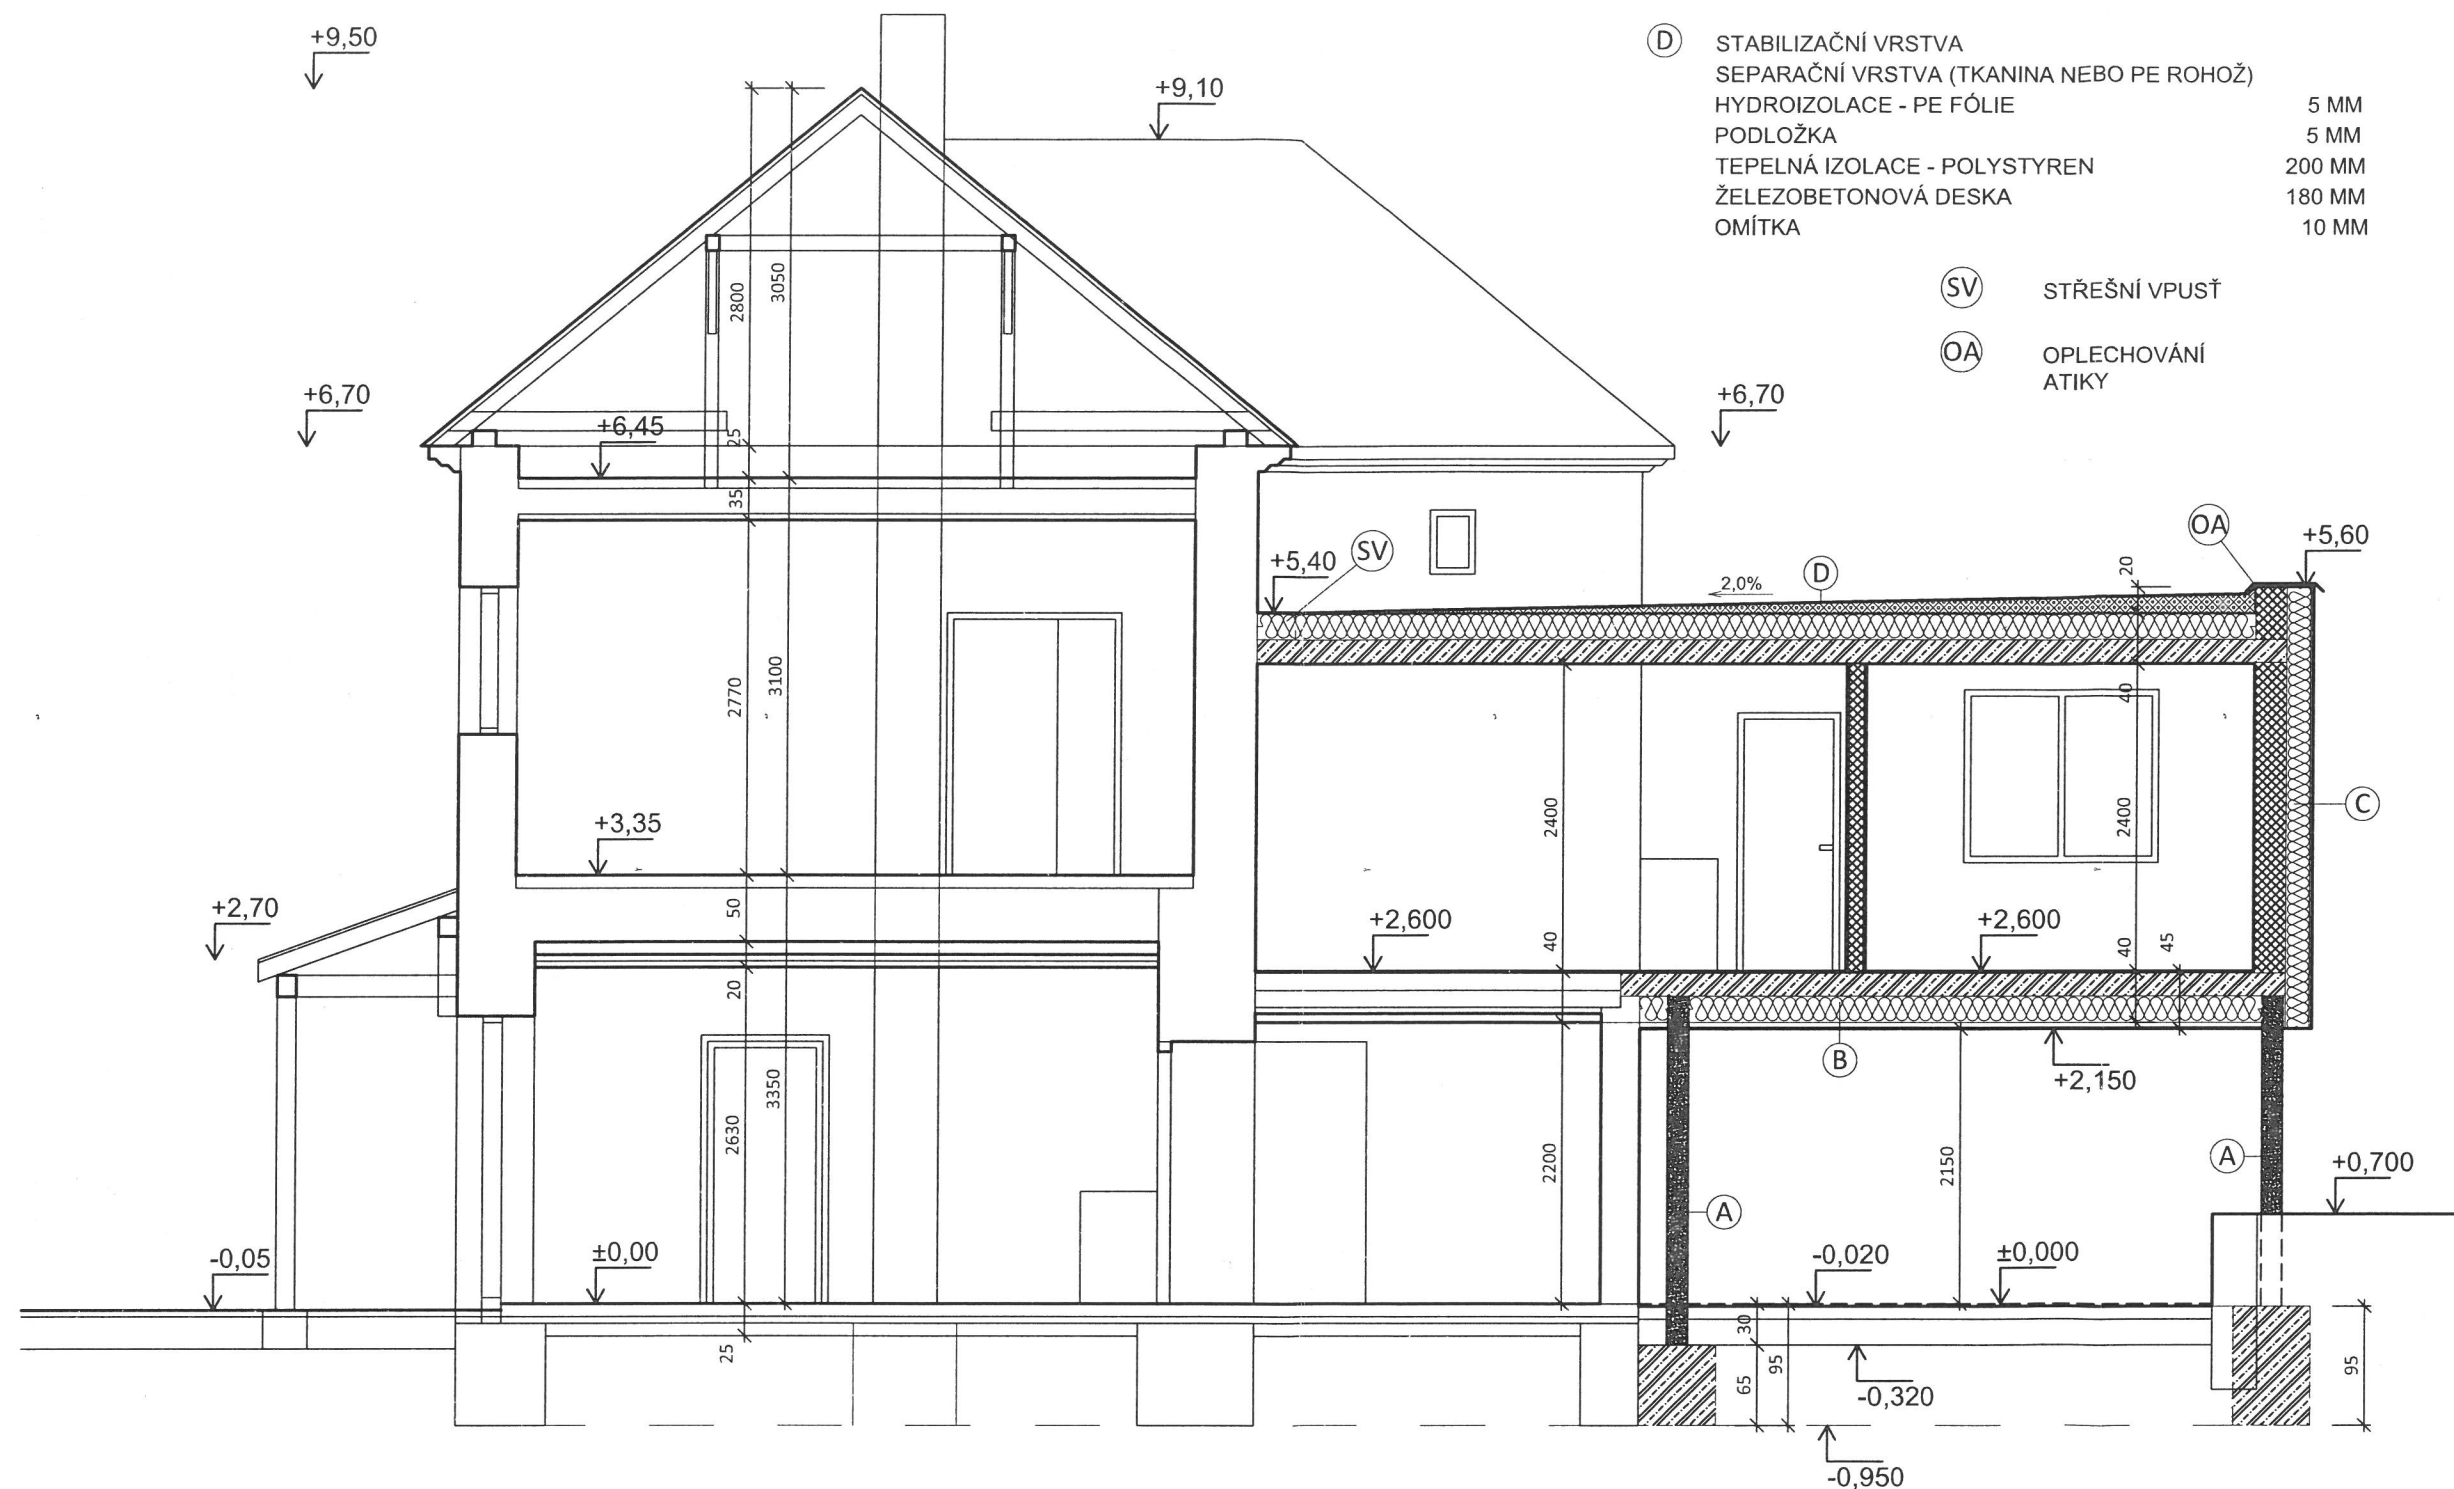 +9,50
+9,10
D STABILIZAČNÍ VRSTVA
SEPARAČNÍ VRSTVA (TKANINA NEBO PE ROHOŽ)
HYDROIZOLACE - PE FÓLIE 5 MM
PODLOŽKA 5 MM
TEPELNÁ IZOLACE - POLYSTYREN 200 MM
ŽELEZOBETONOVÁ DESKA 180 MM
OMÍTKA 10 MM
SV STŘEŠNÍ VPUSŤ
OA OPLECHOVÁNÍ
ATIKY
2800
3050
+6,70
+6,45
25
+6,70
35
OA
+5,60
+5,40
SV
D
2,0%
20
2770
3100
40
2400
2400
C
+3,35
+2,70
50
+2,600
+2,600
40
40
45
20
B
+2,150
2630
3350
2200
2150
A
A
+0,700
-0,05
±0,00
-0,020
±0,000
25
30
65
95
95
-0,320
-0,950